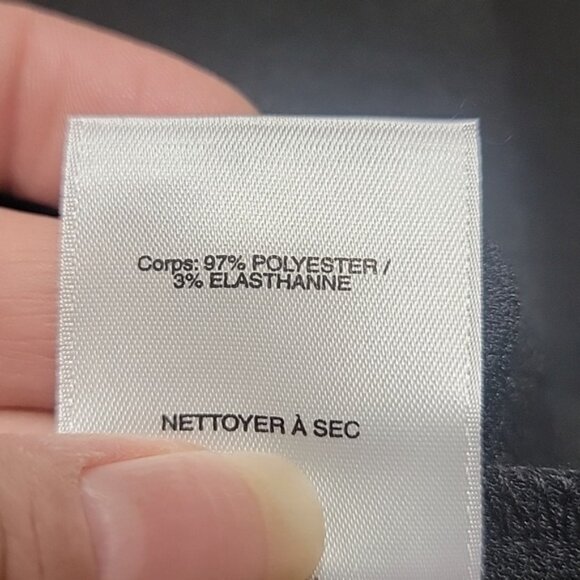 Corps: 97% POLYESTER /
3% ELASTHANNE
NETTOYER À SEC